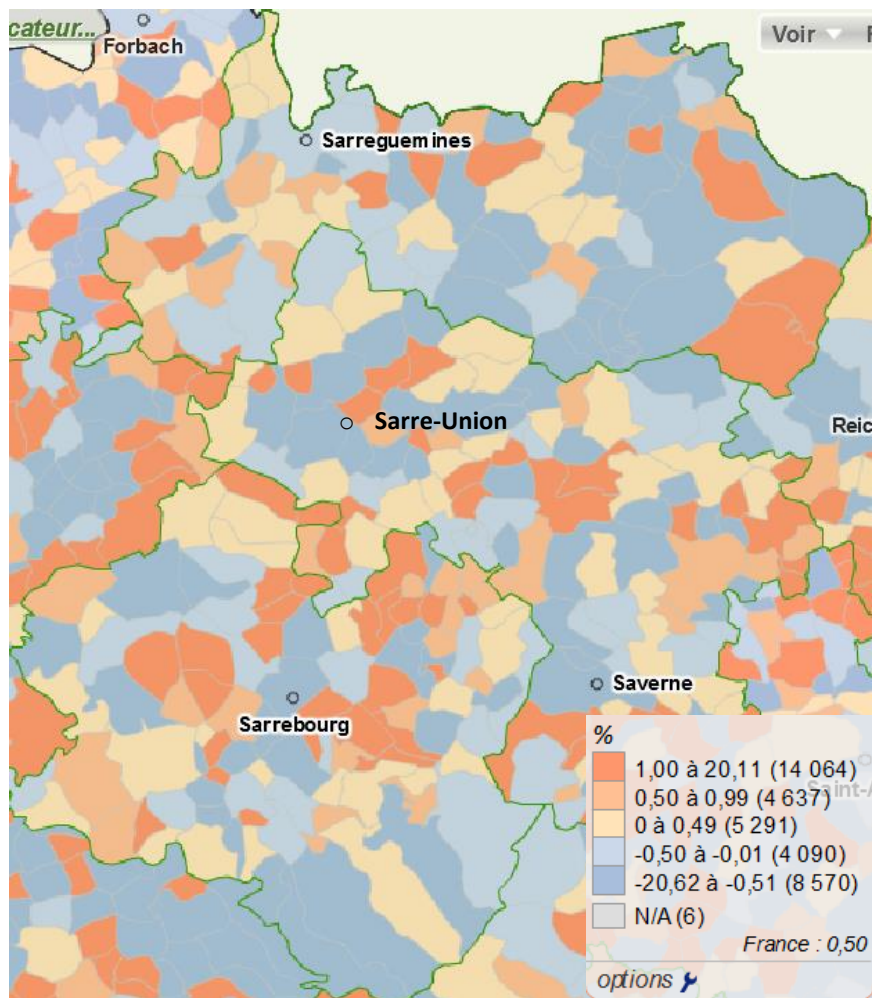 cateur...
Forbach
Voir
Sarreguemines
Sarre-Union
Reic
Saverne
Sarrebourg
%
1,00 à 20,11 (14 064)
0,50 à 0,99 (4 637)
Saint-A
0 à 0,49 (5 291)
-0,50 à -0,01 (4 090)
-20,62 à -0,51 (8 570)
N/A (6)
France : 0,50
options